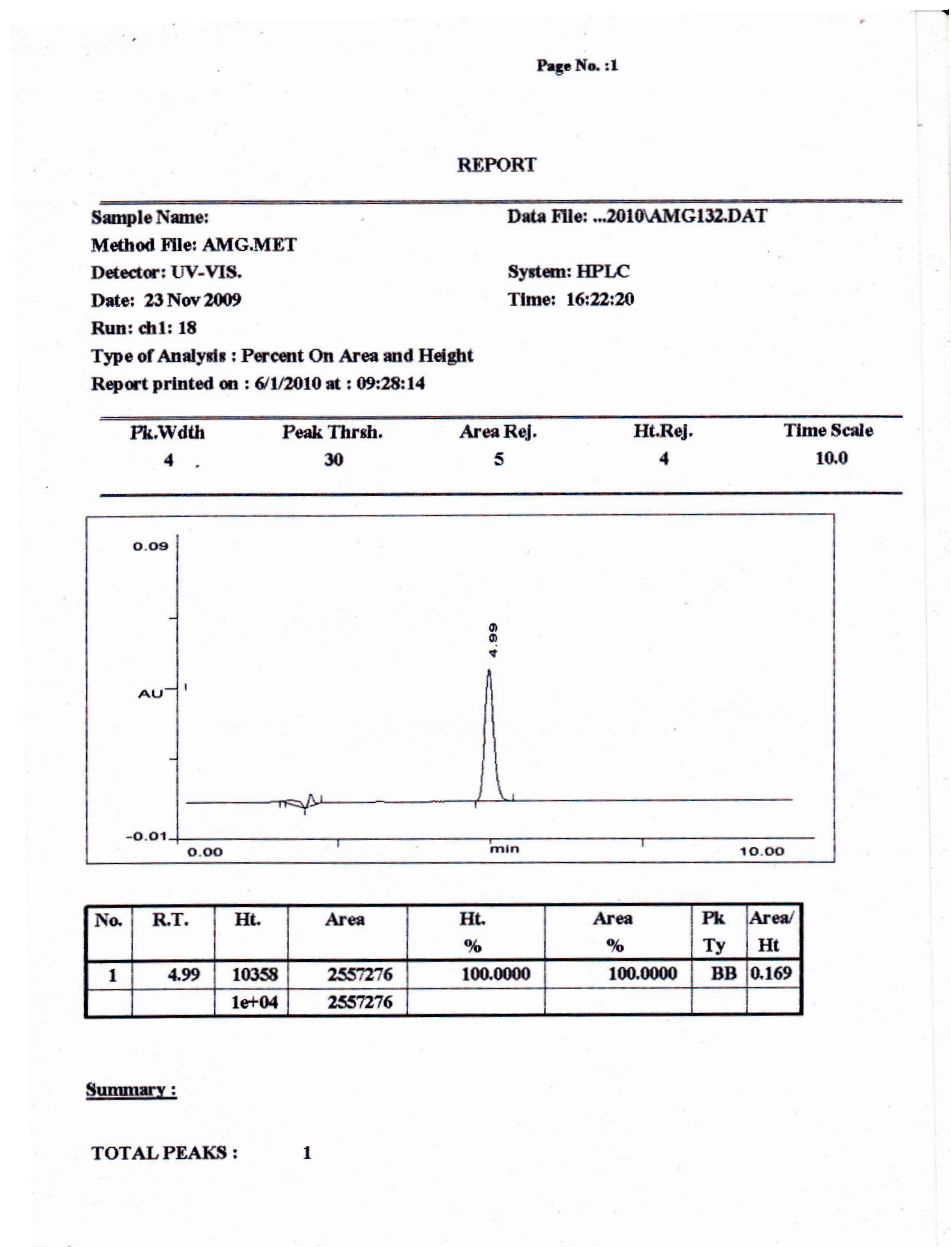 Page No. :1
REPORT
Sample Name: Data File: ...2010\AMG132.DAT
Method File: AMG.MET
Detector: UV-VIS. System: HPLC
Date: 23 Nov 2009 Time: 16:22:20
Run: ch1: 18
Type of Analysis : Percent On Area and Height
Report printed on : 6/1/2010 at : 09:28:14
Pk.Wdth Peak Thrsh. Area Rej. Ht.Rej. Time Scale
4 30 5 4 10.0
0.09
4.99
AU
-0.01
0.00 min 10.00
No. R.T. Ht. Area Ht. Area Pk Area/
% % Ty Ht
1 4.99 10358 2557276 100.0000 100.0000 BB 0.169
1e+04 2557276
Summary :
TOTAL PEAKS : 1